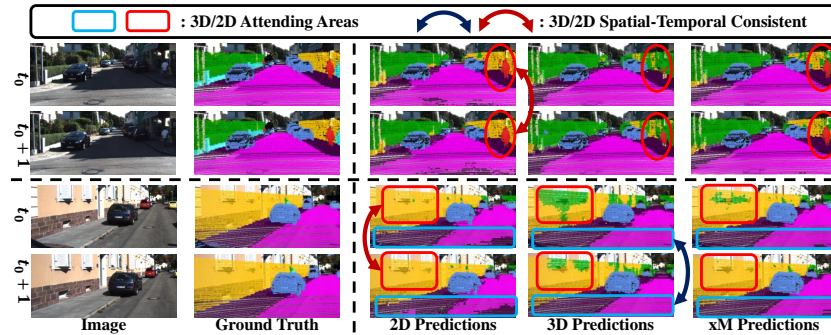 : 3D/2D Attending Areas : 3D/2D Spatial-Temporal Consistent
t₀
t₀ + 1
t₀
t₀ + 1
Image Ground Truth 2D Predictions 3D Predictions xM Predictions